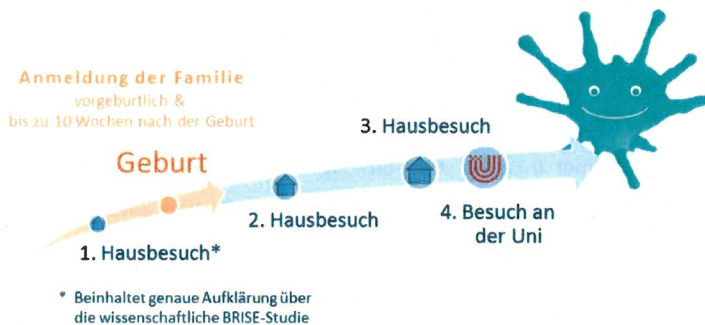 Anmeldung der Familie
vorgeburtlich &
bis zu 10 Wochen nach der Geburt
3. Hausbesuch
Geburt
2. Hausbesuch
4. Besuch an
der Uni
1. Hausbesuch*
* Beinhaltet genaue Aufklärung über
die wissenschaftliche BRISE-Studie